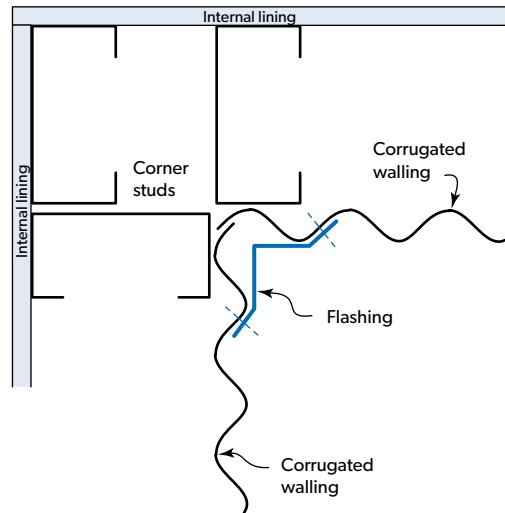 Internal lining
Internal lining
Corner
studs
Corrugated
walling
Flashing
Corrugated
walling